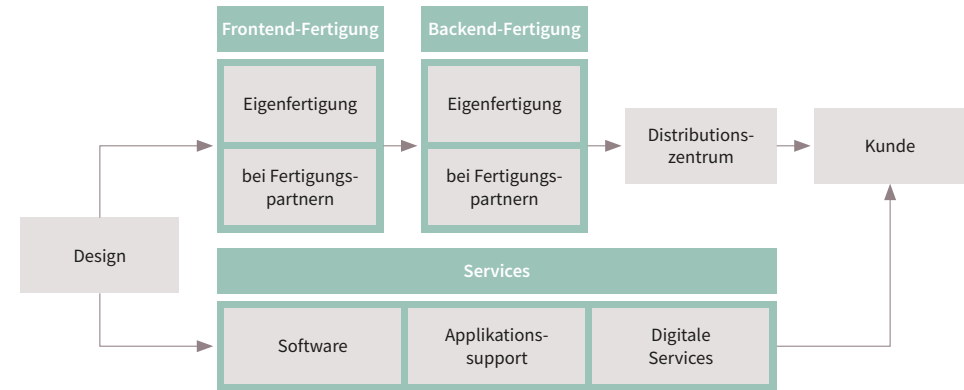 Frontend-Fertigung
Backend-Fertigung
Eigenfertigung
Eigenfertigung
bei Fertigungs-
partnern
bei Fertigungs-
partnern
Distributions-
zentrum
Kunde
Design
Services
Software
Applikations-
support
Digitale
Services